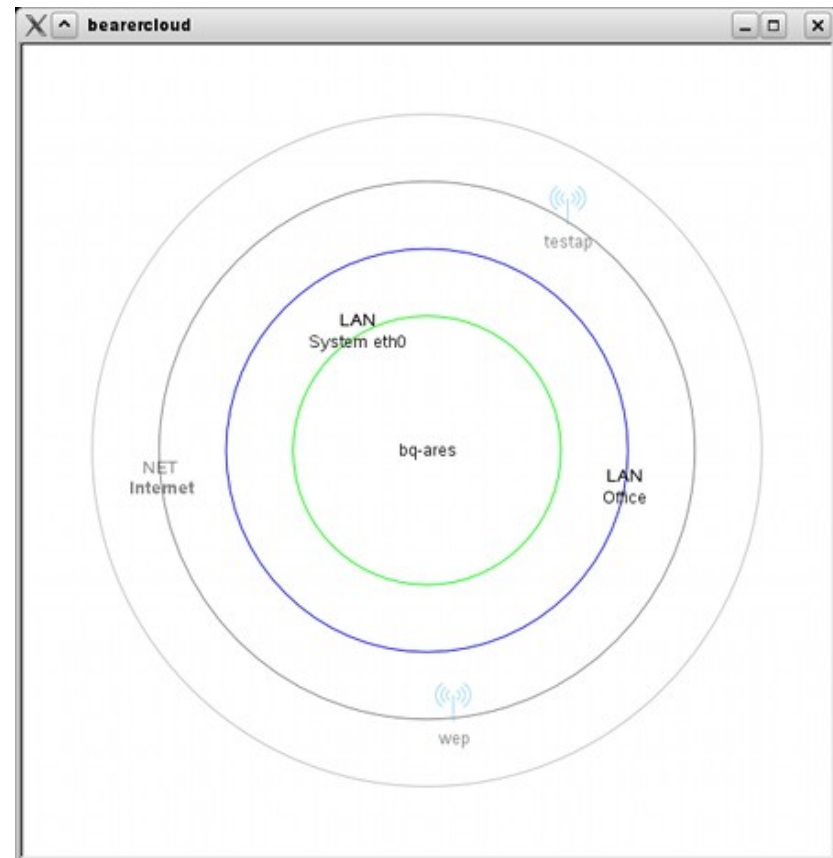 bearercloud
testap
LAN
System eth0
bq-ares
NET
Internet
LAN
Office
wep